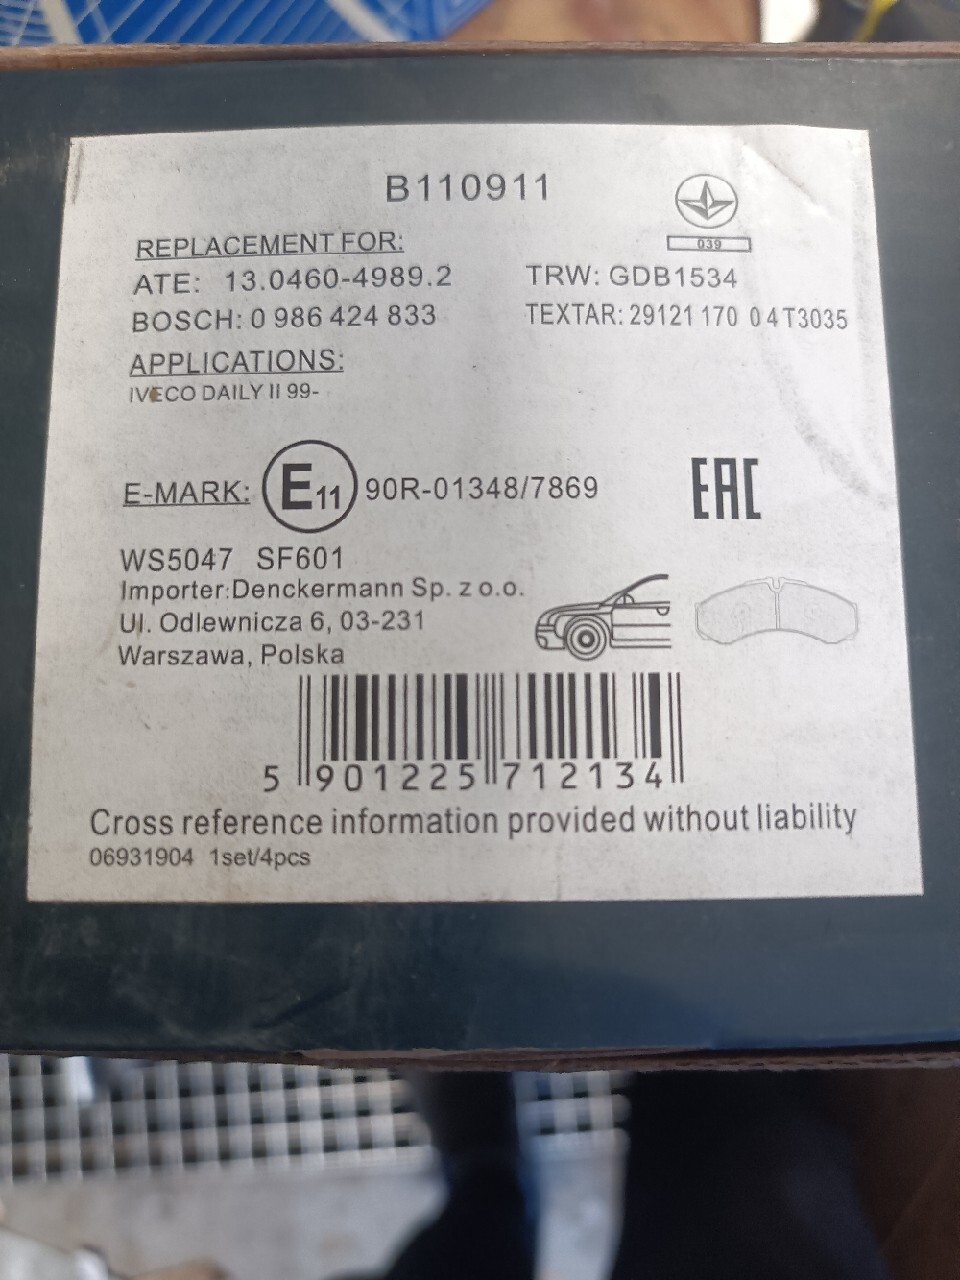 B110911
039
REPLACEMENT FOR:
ATE: 13.0460-4989.2 TRW: GDB1534
BOSCH: 0 986 424 833 TEXTAR: 29121 170 0 4 T3035
APPLICATIONS:
IVECO DAILY II 99-
E-MARK: E11 90R-01348/7869 EAC
WS5047 SF601
Importer:Denckermann Sp. z o.o.
Ul. Odlewnicza 6, 03-231
Warszawa, Polska
5 901225 712134
Cross reference information provided without liability
06931904 1set/4pcs